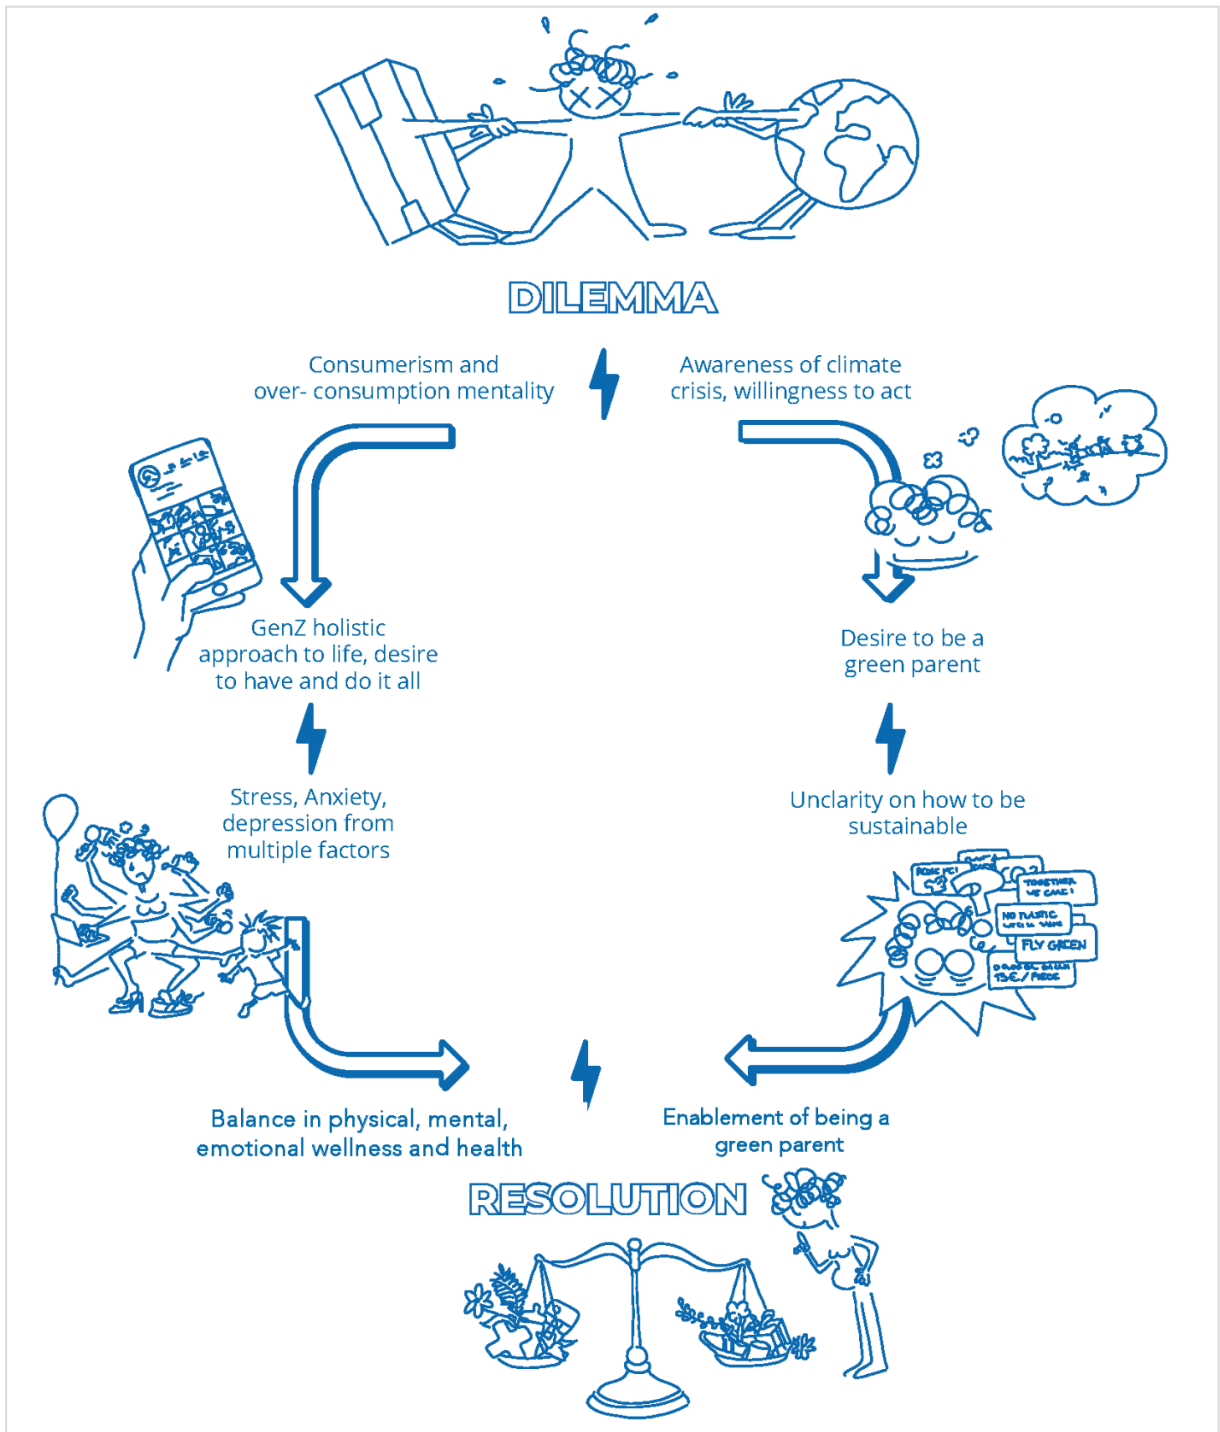 DILEMMA
Consumerism and
over- consumption mentality
Awareness of climate
crisis, willingness to act
GenZ holistic
approach to life, desire
to have and do it all
Desire to be a
green parent
Stress, Anxiety,
depression from
multiple factors
Unclarity on how to be
sustainable
TOGETHER
WE CARE!
NO PLASTIC
FLY GREEN
Balance in physical, mental,
emotional wellness and health
Enablement of being a
green parent
RESOLUTION